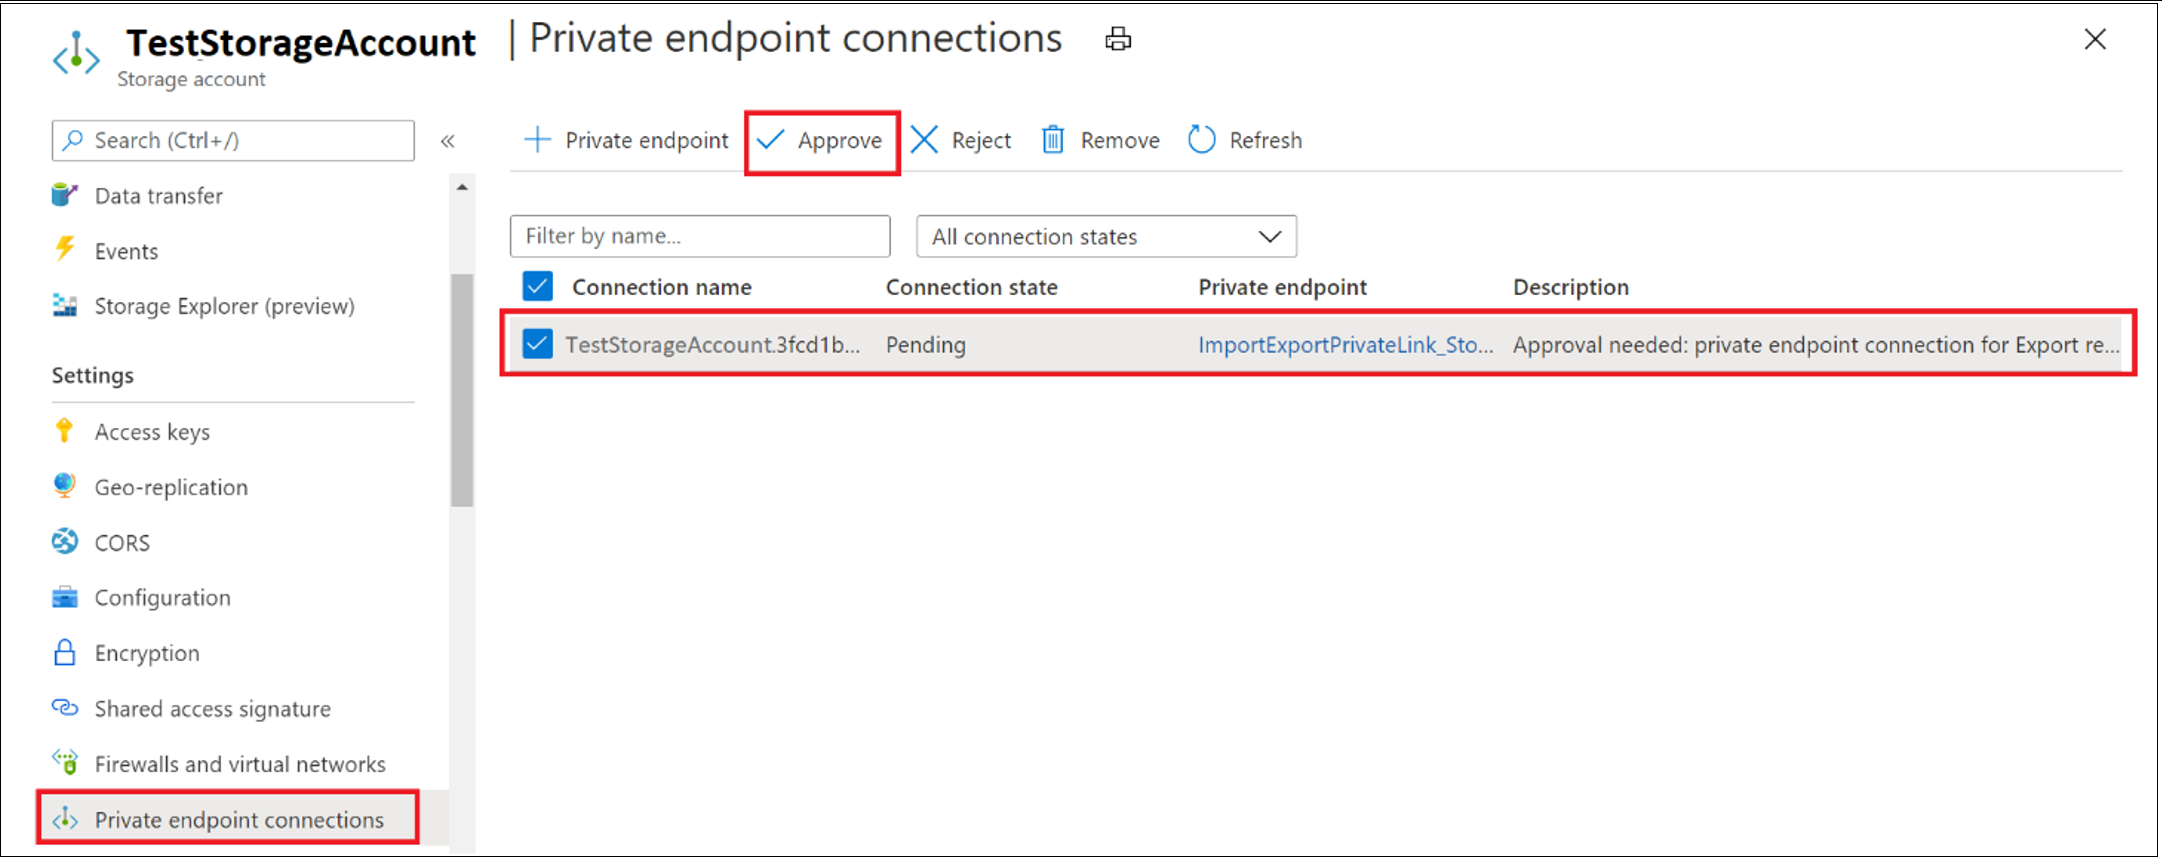 TestStorageAccount | Private endpoint connections
Storage account
Search (Ctrl+/)
«
Data transfer
Events
Storage Explorer (preview)
Settings
Access keys
Geo-replication
CORS
Configuration
Encryption
Shared access signature
Firewalls and virtual networks
Private endpoint connections
Private endpoint Approve Reject Remove Refresh
Filter by name... All connection states
Connection name Connection state Private endpoint Description
TestStorageAccount.3fcd1b... Pending ImportExportPrivateLink_Sto... Approval needed: private endpoint connection for Export re...